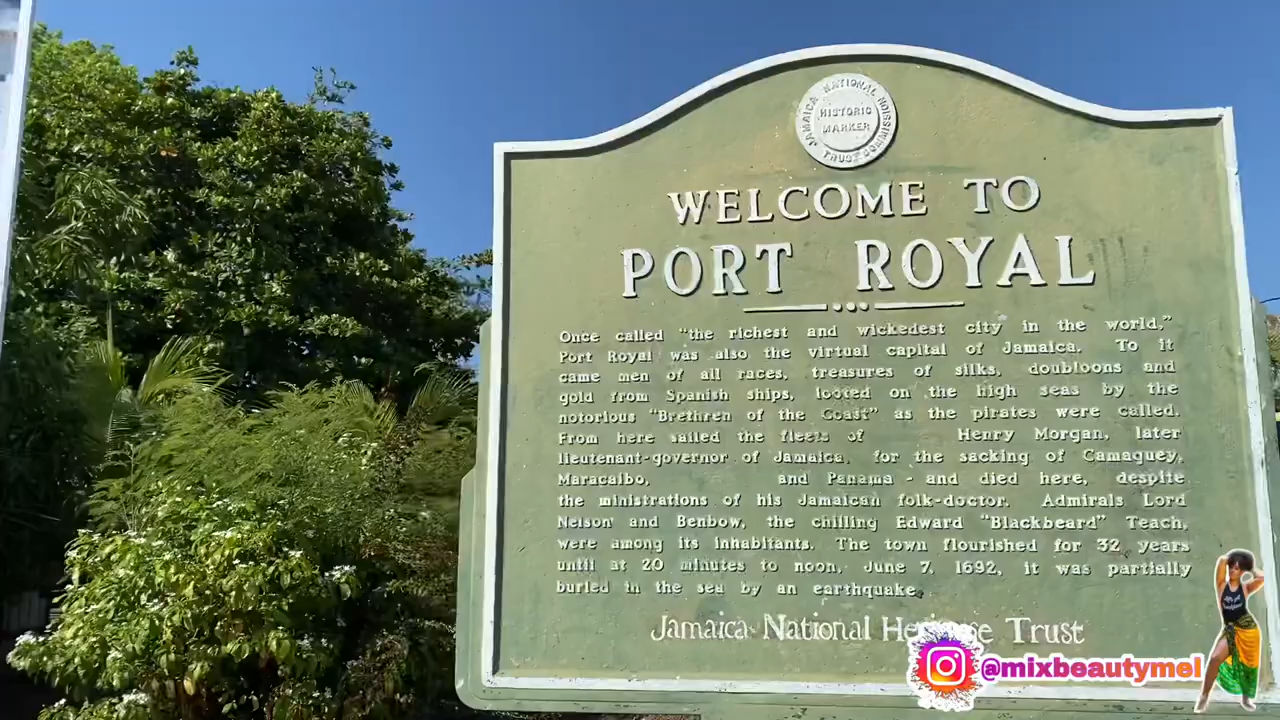 JAMAICA NATIONAL TRUST COMMISSION
HISTORIC
MARKER
WELCOME TO
PORT ROYAL
Once called "the richest and wickedest city in the world,"
Port Royal was also the virtual capital of Jamaica. To it
came men of all races, treasures of silks, doubloons and
gold from Spanish ships, looted on the high seas by the
notorious "Brethren of the Coast" as the pirates were called.
From here sailed the fleets of Henry Morgan, later
lieutenant-governor of Jamaica, for the sacking of Camaguey,
Maracaibo, and Panama - and died here, despite
the ministrations of his Jamaican folk-doctor. Admirals Lord
Nelson and Benbow, the chilling Edward "Blackbeard" Teach,
were among its inhabitants. The town flourished for 32 years
until at 20 minutes to noon, June 7, 1692, it was partially
buried in the sea by an earthquake.
Jamaica National Heritage Trust
@mixbeautymel